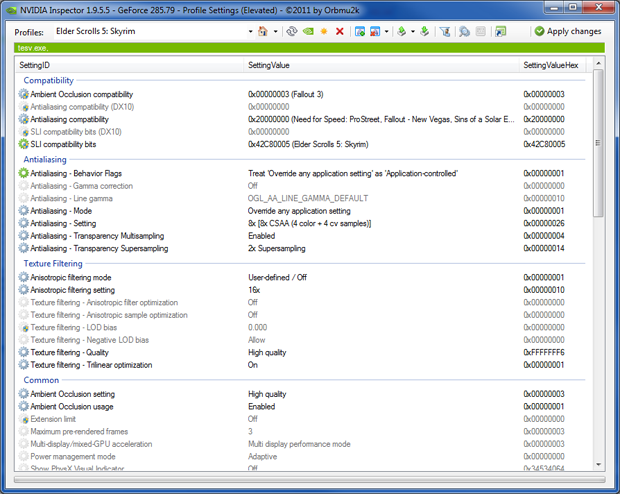 NVIDIA Inspector 1.9.5.5 - GeForce 285.79 - Profile Settings (Elevated) - ©2011 by Orbmu2k
Profiles: Elder Scrolls 5: Skyrim Apply changes
tesv.exe,
SettingID SettingValue SettingValueHex
Compatibility
Ambient Occlusion compatibility 0x00000003 (Fallout 3) 0x00000003
Antialiasing compatibility (DX10) 0x00000000 0x00000000
Antialiasing compatibility 0x20000000 (Need for Speed: ProStreet, Fallout - New Vegas, Sins of a Solar E... 0x20000000
SLI compatibility bits (DX10) 0x00000000 0x00000000
SLI compatibility bits 0x42C80005 (Elder Scrolls 5: Skyrim) 0x42C80005
Antialiasing
Antialiasing - Behavior Flags Treat 'Override any application setting' as 'Application-controlled' 0x00000001
Antialiasing - Gamma correction Off 0x00000000
Antialiasing - Line gamma OGL_AA_LINE_GAMMA_DEFAULT 0x00000010
Antialiasing - Mode Override any application setting 0x00000001
Antialiasing - Setting 8x [8x CSAA (4 color + 4 cv samples)] 0x00000026
Antialiasing - Transparency Multisampling Enabled 0x00000004
Antialiasing - Transparency Supersampling 2x Supersampling 0x00000014
Texture Filtering
Anisotropic filtering mode User-defined / Off 0x00000001
Anisotropic filtering setting 16x 0x00000010
Texture filtering - Anisotropic filter optimization Off 0x00000000
Texture filtering - Anisotropic sample optimization Off 0x00000000
Texture filtering - LOD bias 0.000 0x00000000
Texture filtering - Negative LOD bias Allow 0x00000000
Texture filtering - Quality High quality 0xFFFFFFF6
Texture filtering - Trilinear optimization On 0x00000000
Common
Ambient Occlusion setting High quality 0x00000003
Ambient Occlusion usage Enabled 0x00000001
Extension limit Off 0x00000000
Maximum pre-rendered frames 3 0x00000003
Multi-display/mixed-GPU acceleration Multi display performance mode 0x00000000
Power management mode Adaptive 0x00000000
Show PhysX Visual Indicator Off 0x34534064